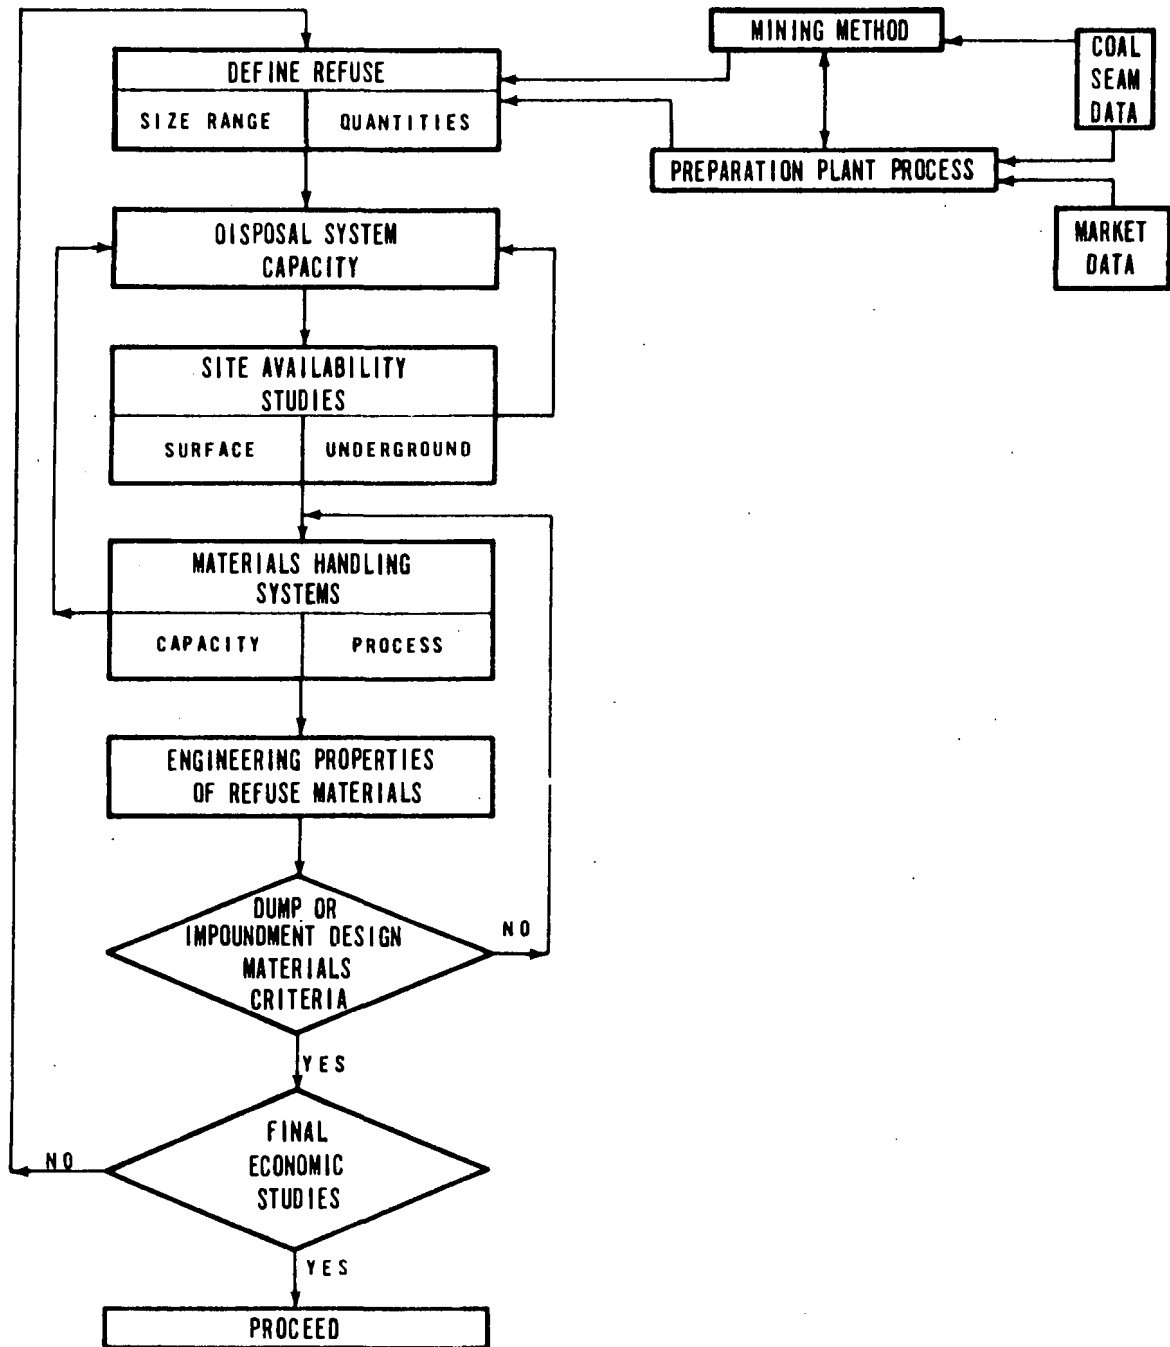 MINING METHOD
COAL
SEAM
DATA
DEFINE REFUSE
SIZE RANGE
QUANTITIES
PREPARATION PLANT PROCESS
MARKET
DATA
DISPOSAL SYSTEM
CAPACITY
SITE AVAILABILITY
STUDIES
SURFACE
UNDERGROUND
MATERIALS HANDLING
SYSTEMS
CAPACITY
PROCESS
ENGINEERING PROPERTIES
OF REFUSE MATERIALS
DUMP OR
IMPOUNDMENT DESIGN
MATERIALS
CRITERIA
NO
YES
FINAL
ECONOMIC
STUDIES
NO
YES
PROCEED